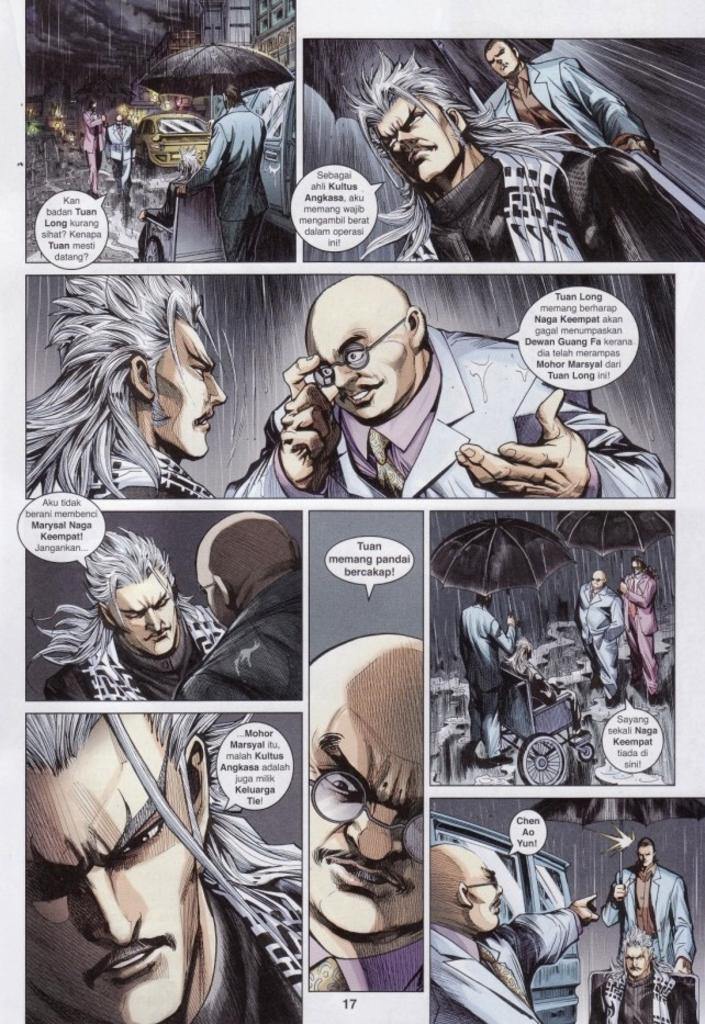 Kan
badan Tuan
Long kurang
sihat? Kenapa
Tuan mesti
datang?
Sebagai
ahli Kultus
Angkasa, aku
memang wajib
mengambil berat
dalam operasi
ini!
Tuan Long
memang berharap
Naga Keempat akan
gagal menumpaskan
Dewan Guang Fa kerana
dia telah merampas
Mohor Marsyal dari
Tuan Long ini!
Aku tidak
berani membenci
Marysal Naga
Keempat!
Jangankan...
Tuan
memang pandai
bercakap!
Sayang
sekali Naga
Keempat
tiada di
sini!
...Mohor
Marsyal itu,
malah Kultus
Angkasa adalah
juga milik
Keluarga
Tie!
Chen
Ao
Yun!
17